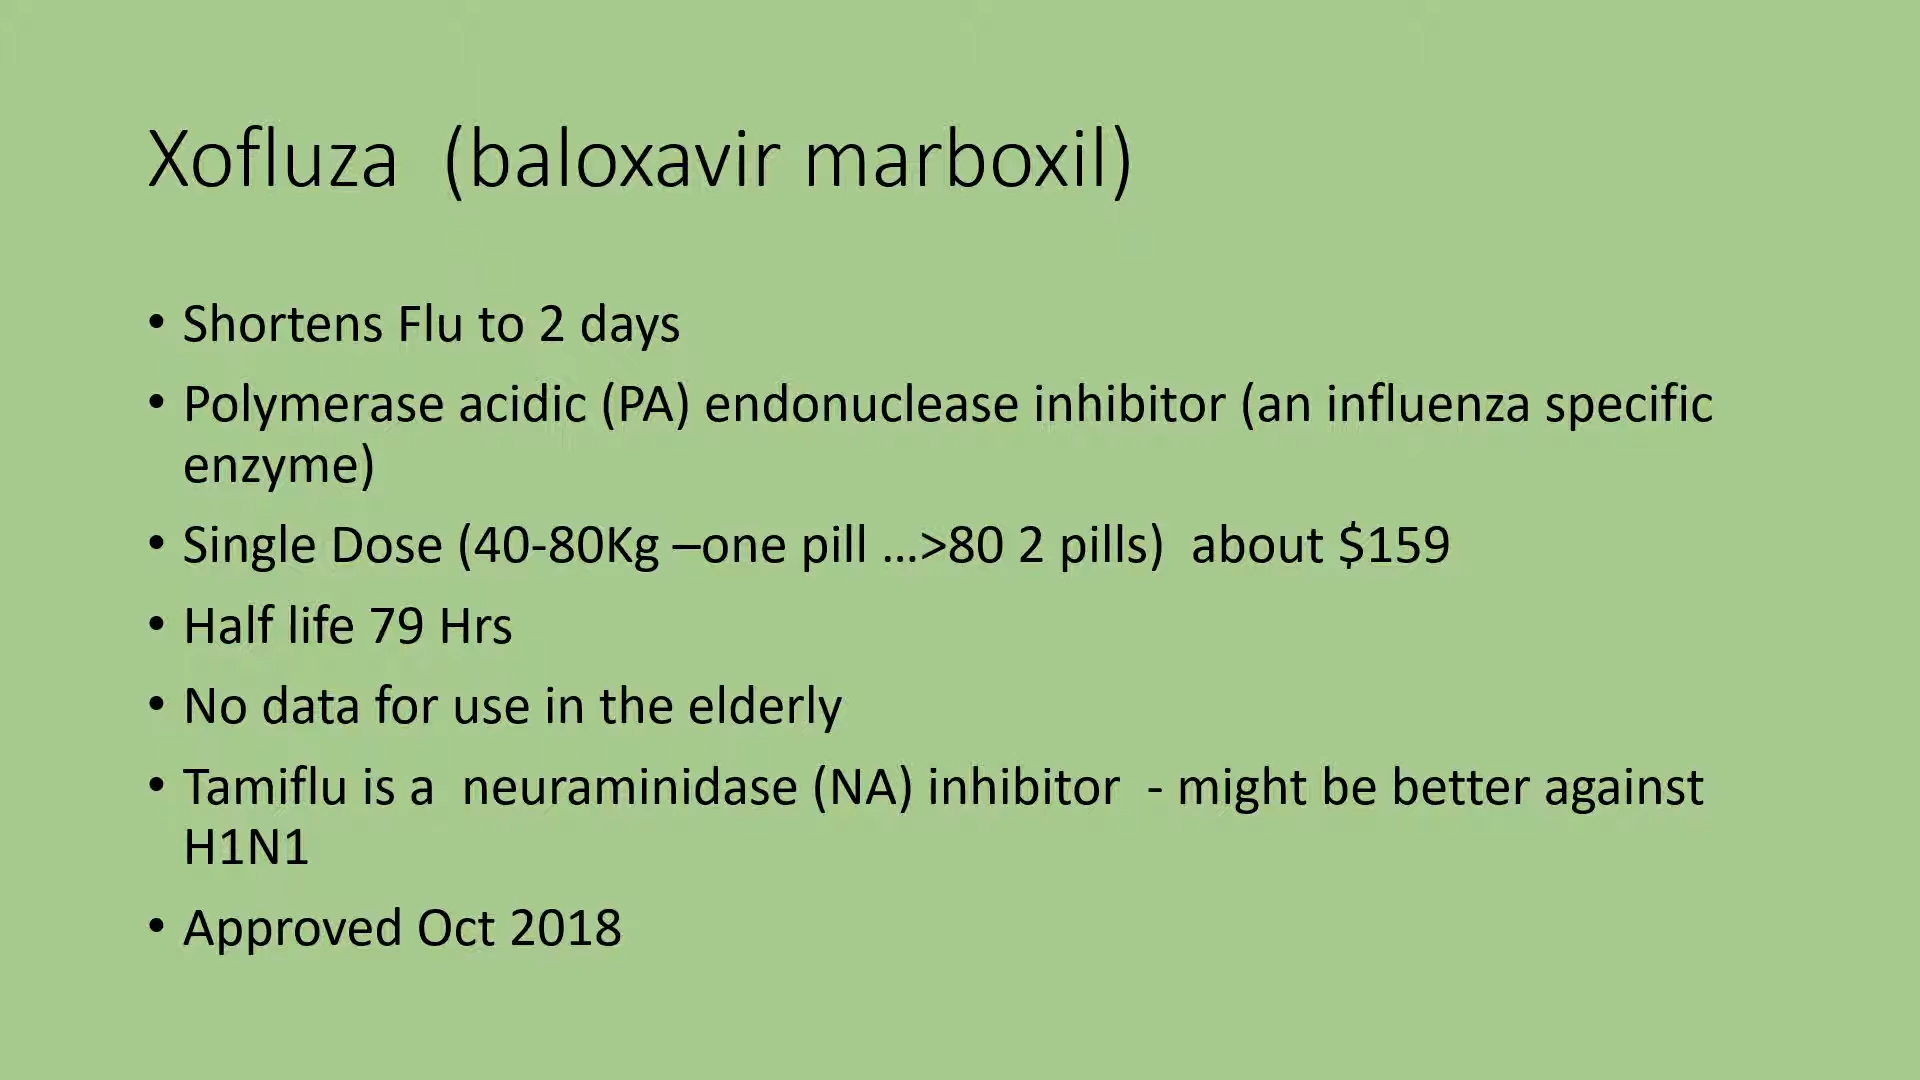 Xofluza  (baloxavir marboxil)
• Shortens Flu to 2 days
• Polymerase acidic (PA) endonuclease inhibitor (an influenza specific
enzyme)
• Single Dose (40-80Kg –one pill …>80 2 pills)  about $159
• Half life 79 Hrs
• No data for use in the elderly
• Tamiflu is a  neuraminidase (NA) inhibitor  - might be better against
H1N1
• Approved Oct 2018